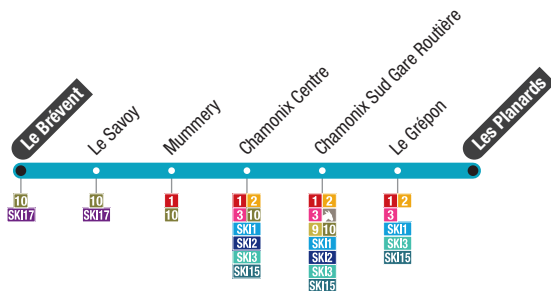 Le Brévent
Le Savoy
Mummery
Chamonix Centre
Chamonix Sud Gare Routière
Le Grépon
Les Planards
10
SKI17
10
SKI17
1
10
1 2
3 10
SKI1
SKI2
SKI3
SKI15
1 2
3
9 10
SKI1
SKI2
SKI3
SKI15
1 2
3
SKI1
SKI3
SKI15